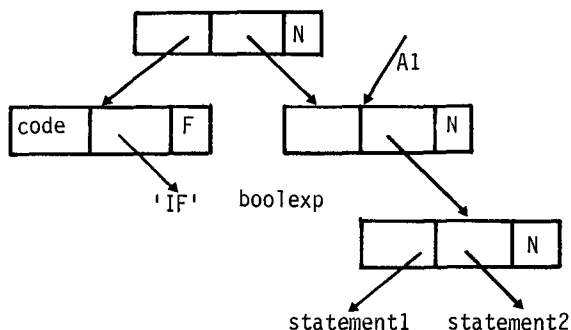 N
A1
code F
N
'IF' boolexp
N
statement1 statement2